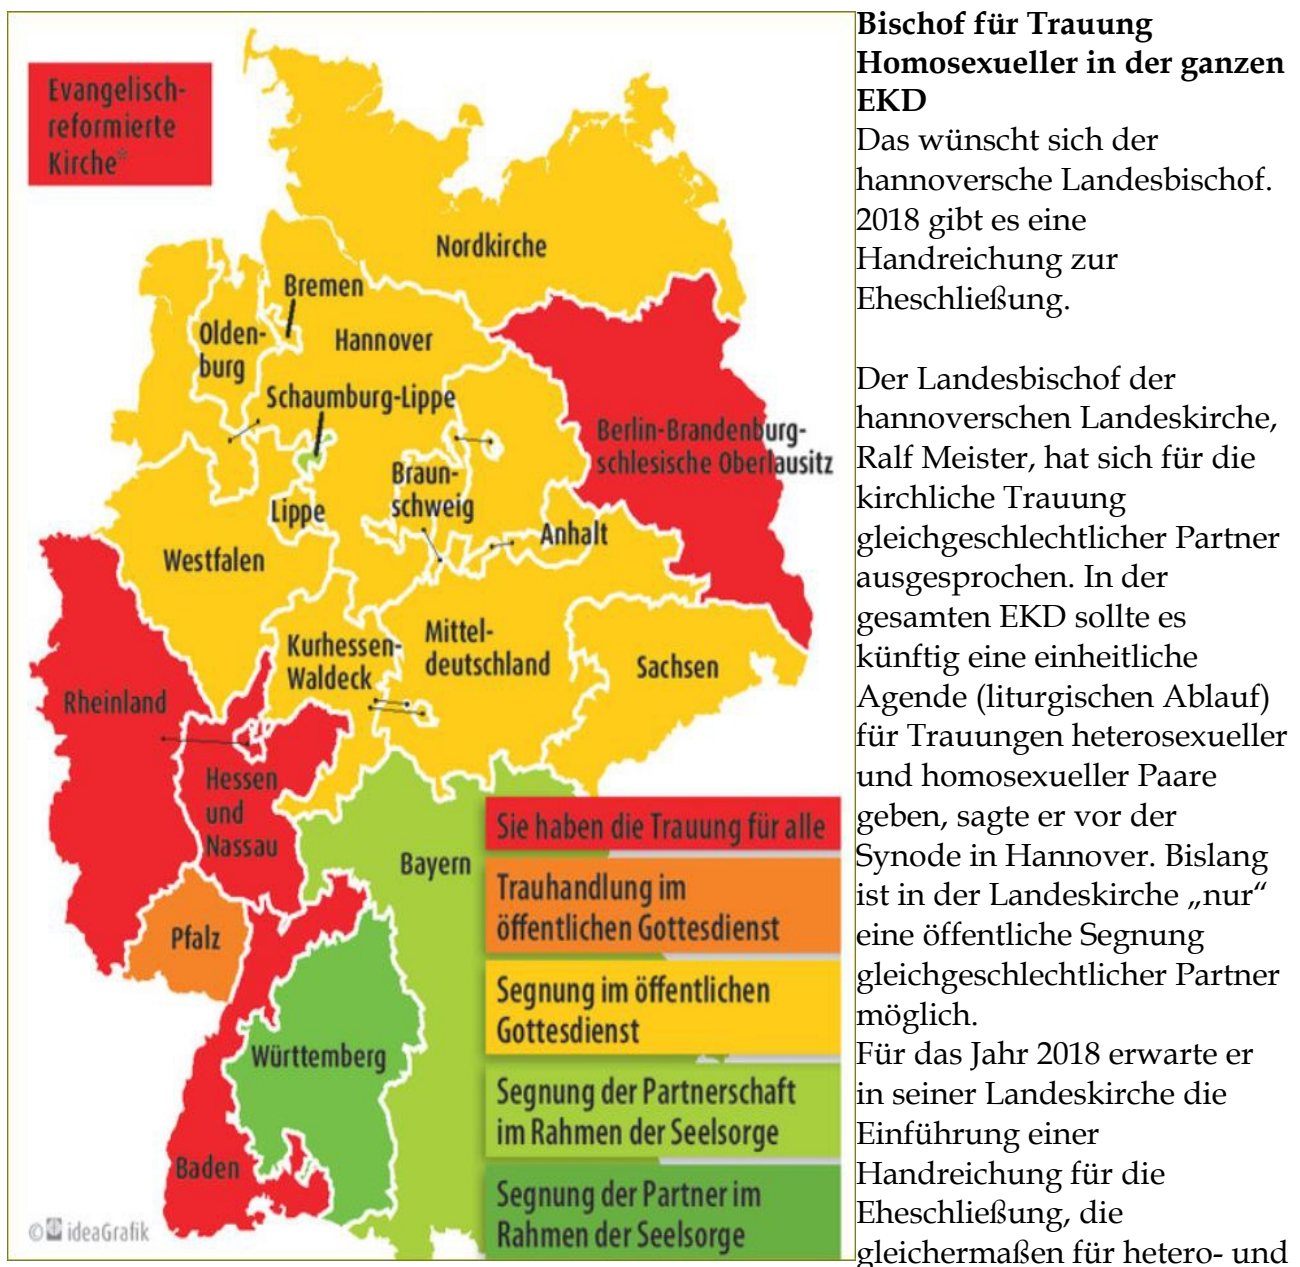 Evangelisch-
reformierte
Kirche*
Nordkirche
Bremen
Olden-
burg
Hannover
Schaumburg-Lippe
Berlin-Brandenburg-
schlesische Oberlausitz
Braun-
schweig
Lippe
Anhalt
Westfalen
Kurhessen-
Waldeck
Mittel-
deutschland
Sachsen
Rheinland
Hessen
und
Nassau
Bayern
Pfalz
Württemberg
Baden
Sie haben die Trauung für alle
Trauhandlung im
öffentlichen Gottesdienst
Segnung im öffentlichen
Gottesdienst
Segnung der Partnerschaft
im Rahmen der Seelsorge
Segnung der Partner im
Rahmen der Seelsorge
© ideaGrafik
Bischof für Trauung
Homosexueller in der ganzen
EKD
Das wünscht sich der
hannoversche Landesbischof.
2018 gibt es eine
Handreichung zur
Eheschließung.
Der Landesbischof der
hannoverschen Landeskirche,
Ralf Meister, hat sich für die
kirchliche Trauung
gleichgeschlechtlicher Partner
ausgesprochen. In der
gesamten EKD sollte es
künftig eine einheitliche
Agende (liturgischen Ablauf)
für Trauungen heterosexueller
und homosexueller Paare
geben, sagte er vor der
Synode in Hannover. Bislang
ist in der Landeskirche „nur“
eine öffentliche Segnung
gleichgeschlechtlicher Partner
möglich.
Für das Jahr 2018 erwarte er
in seiner Landeskirche die
Einführung einer
Handreichung für die
Eheschließung, die
gleichermaßen für hetero- und